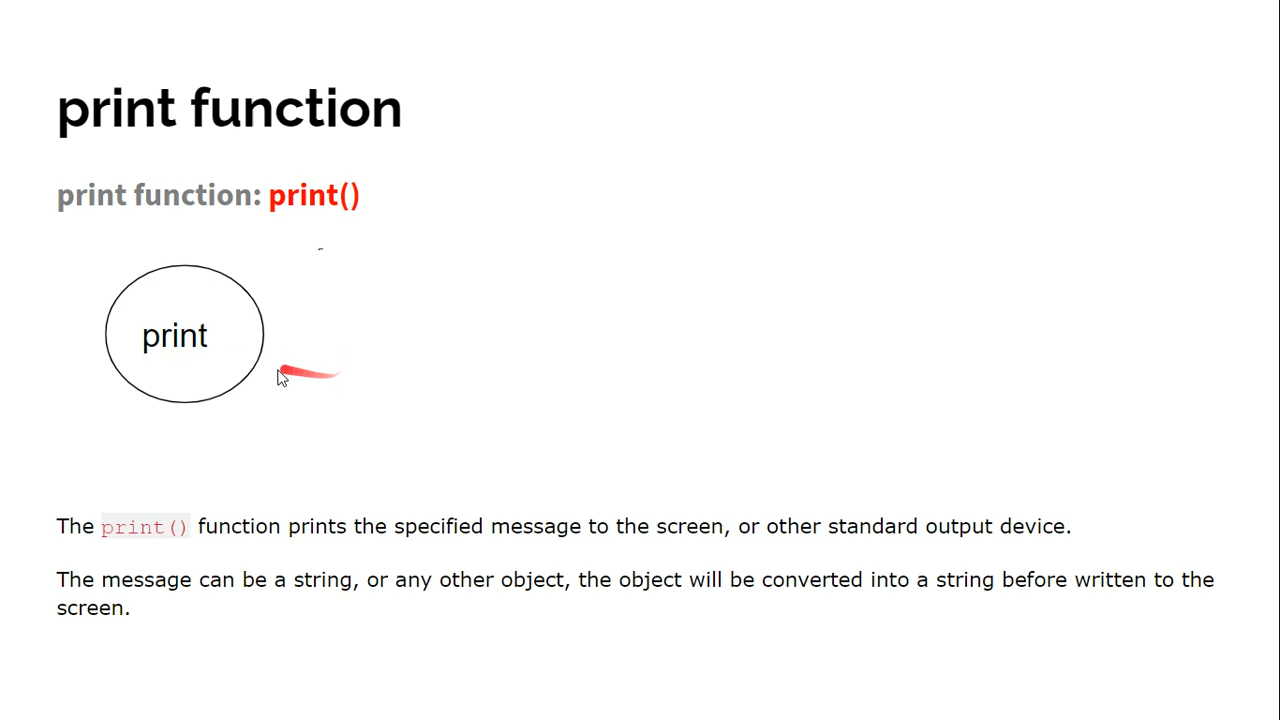 print function
print function: print()
print
The print() function prints the specified message to the screen, or other standard output device.
The message can be a string, or any other object, the object will be converted into a string before written to the
screen.